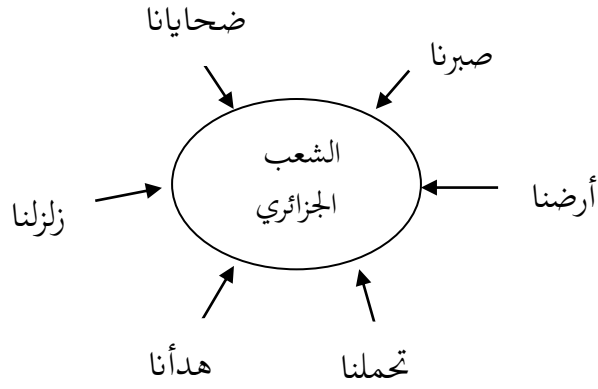 ضحايانا
صبرنا
الشعب
الجزائري
أرضنا
زلزلنا
تحملنا
هدأنا